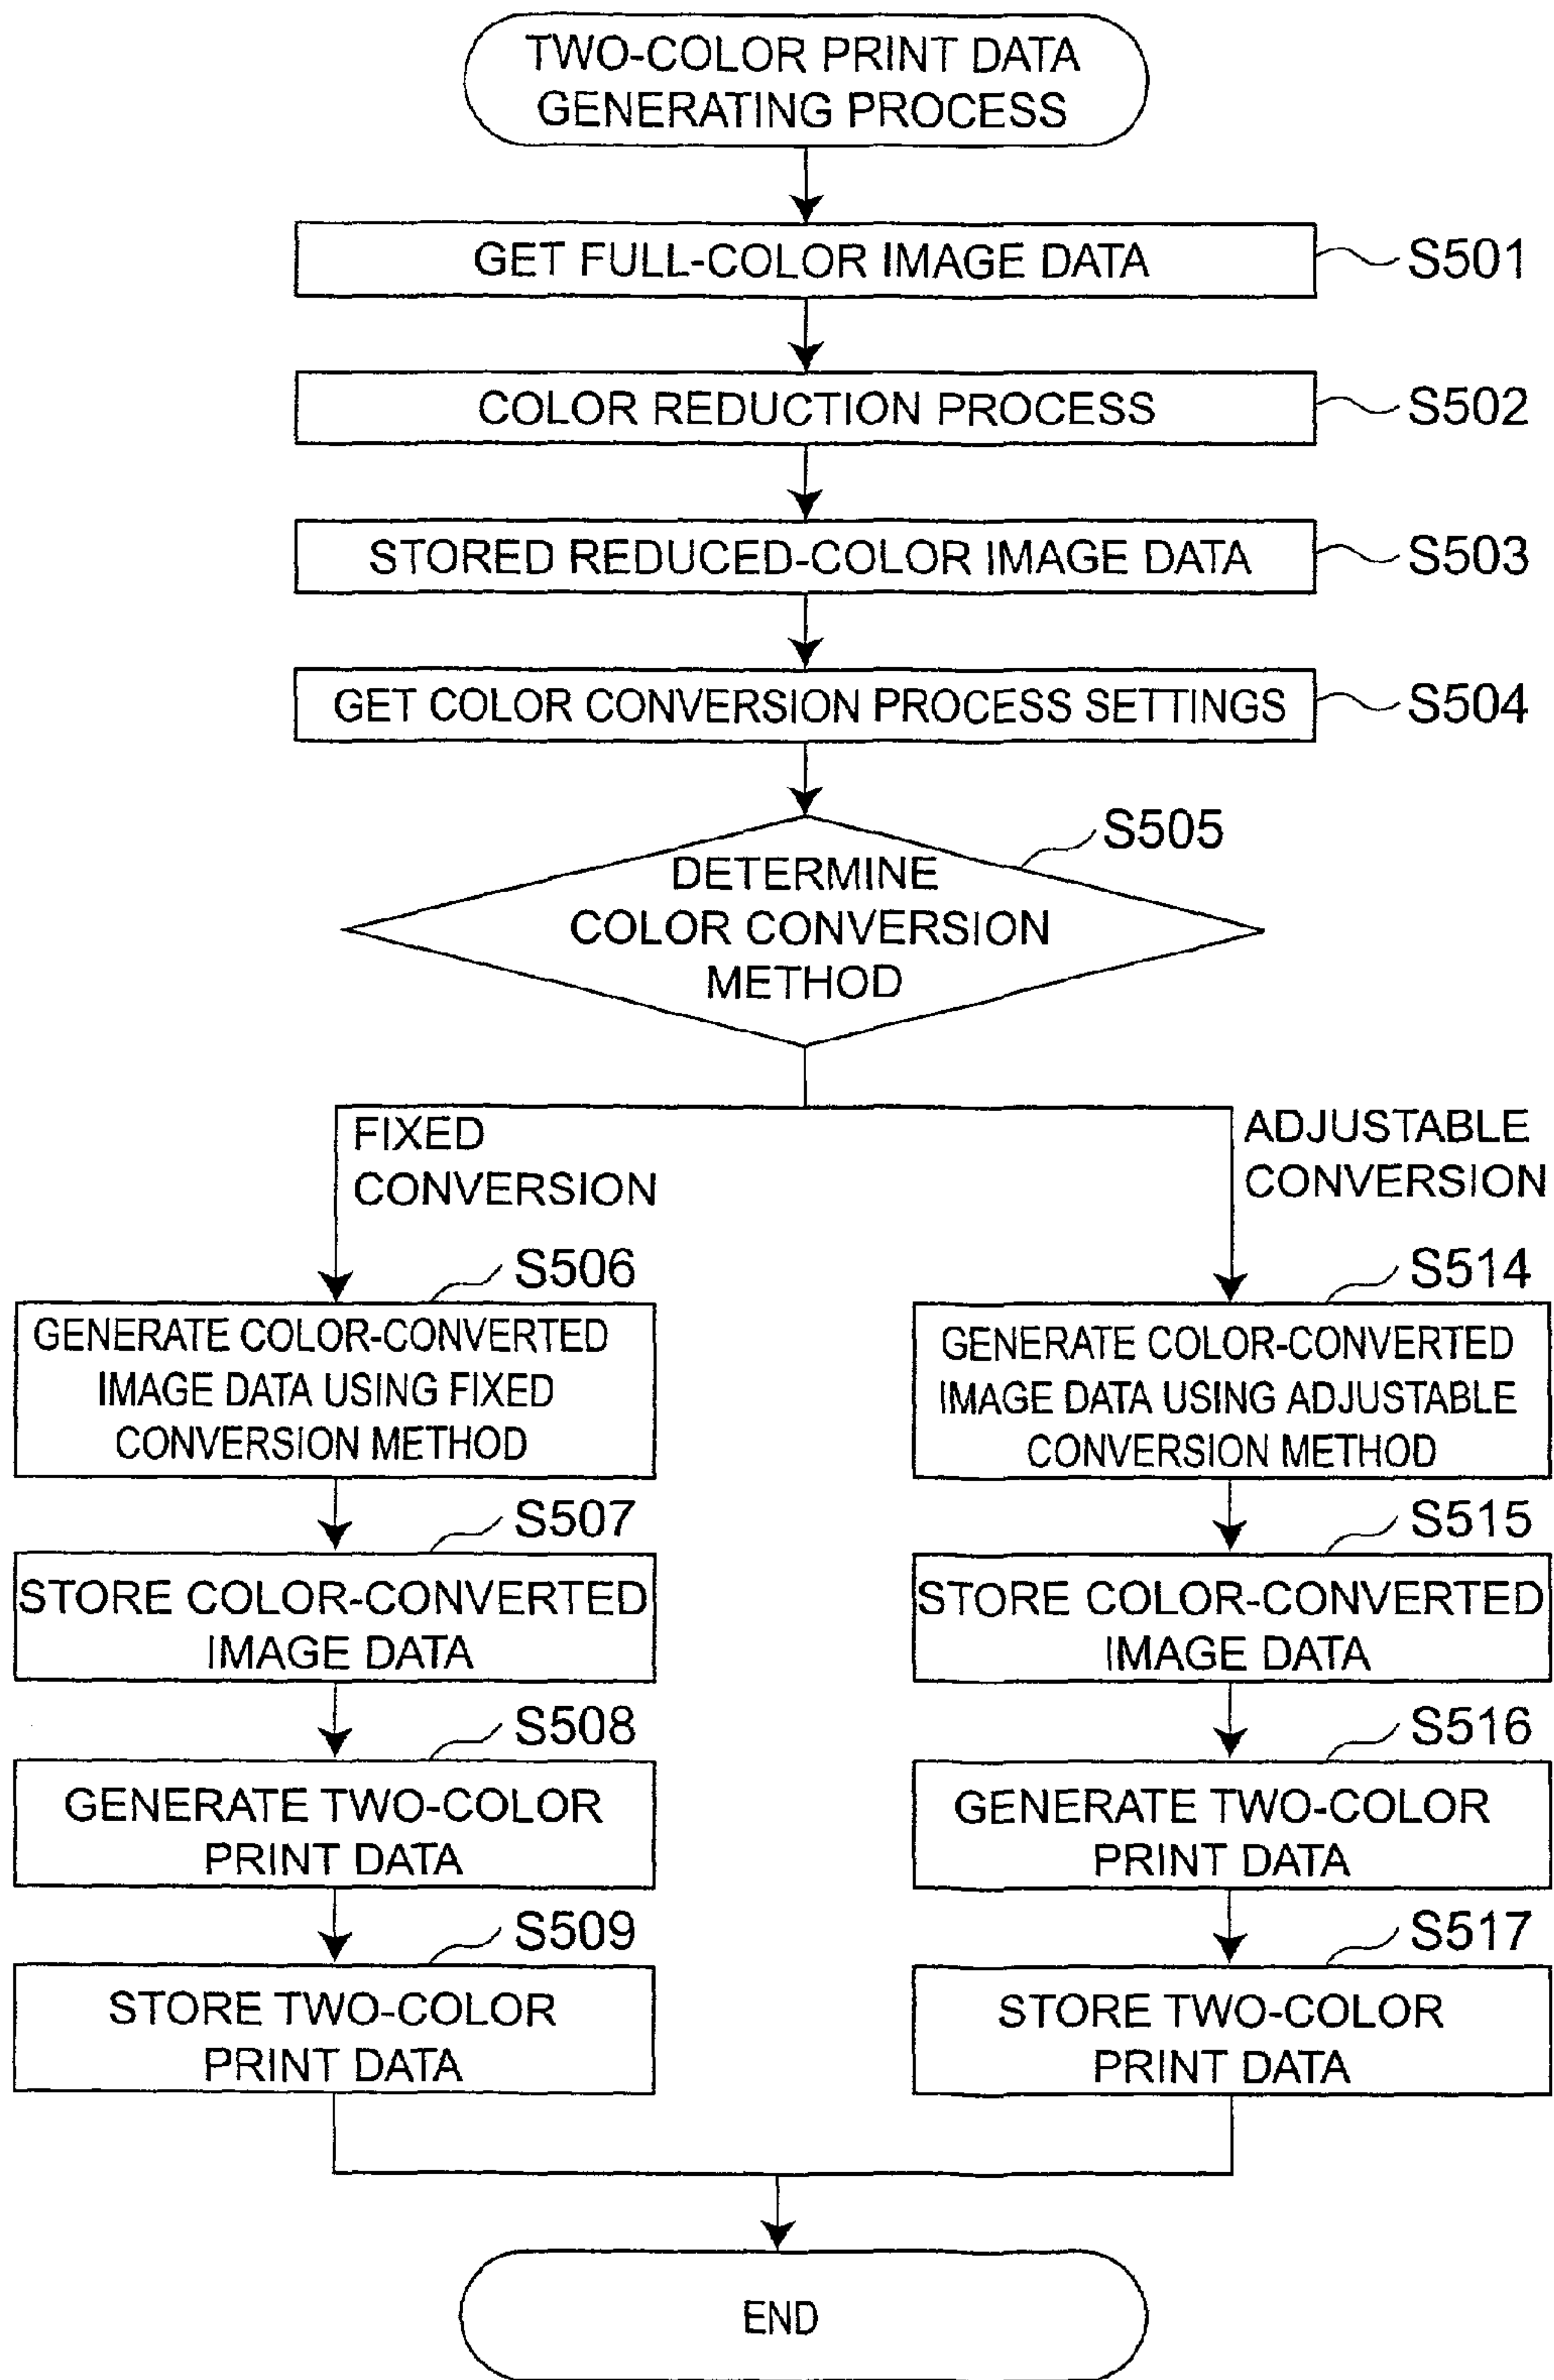 TWO-COLOR PRINT DATA
GENERATING PROCESS
GET FULL-COLOR IMAGE DATA
S501
COLOR REDUCTION PROCESS
S502
STORED REDUCED-COLOR IMAGE DATA
S503
GET COLOR CONVERSION PROCESS SETTINGS
S504
S505
DETERMINE
COLOR CONVERSION
METHOD
FIXED
CONVERSION
ADJUSTABLE
CONVERSION
S506
GENERATE COLOR-CONVERTED
IMAGE DATA USING FIXED
CONVERSION METHOD
S507
STORE COLOR-CONVERTED
IMAGE DATA
S508
GENERATE TWO-COLOR
PRINT DATA
S509
STORE TWO-COLOR
PRINT DATA
S514
GENERATE COLOR-CONVERTED
IMAGE DATA USING ADJUSTABLE
CONVERSION METHOD
S515
STORE COLOR-CONVERTED
IMAGE DATA
S516
GENERATE TWO-COLOR
PRINT DATA
S517
STORE TWO-COLOR
PRINT DATA
END